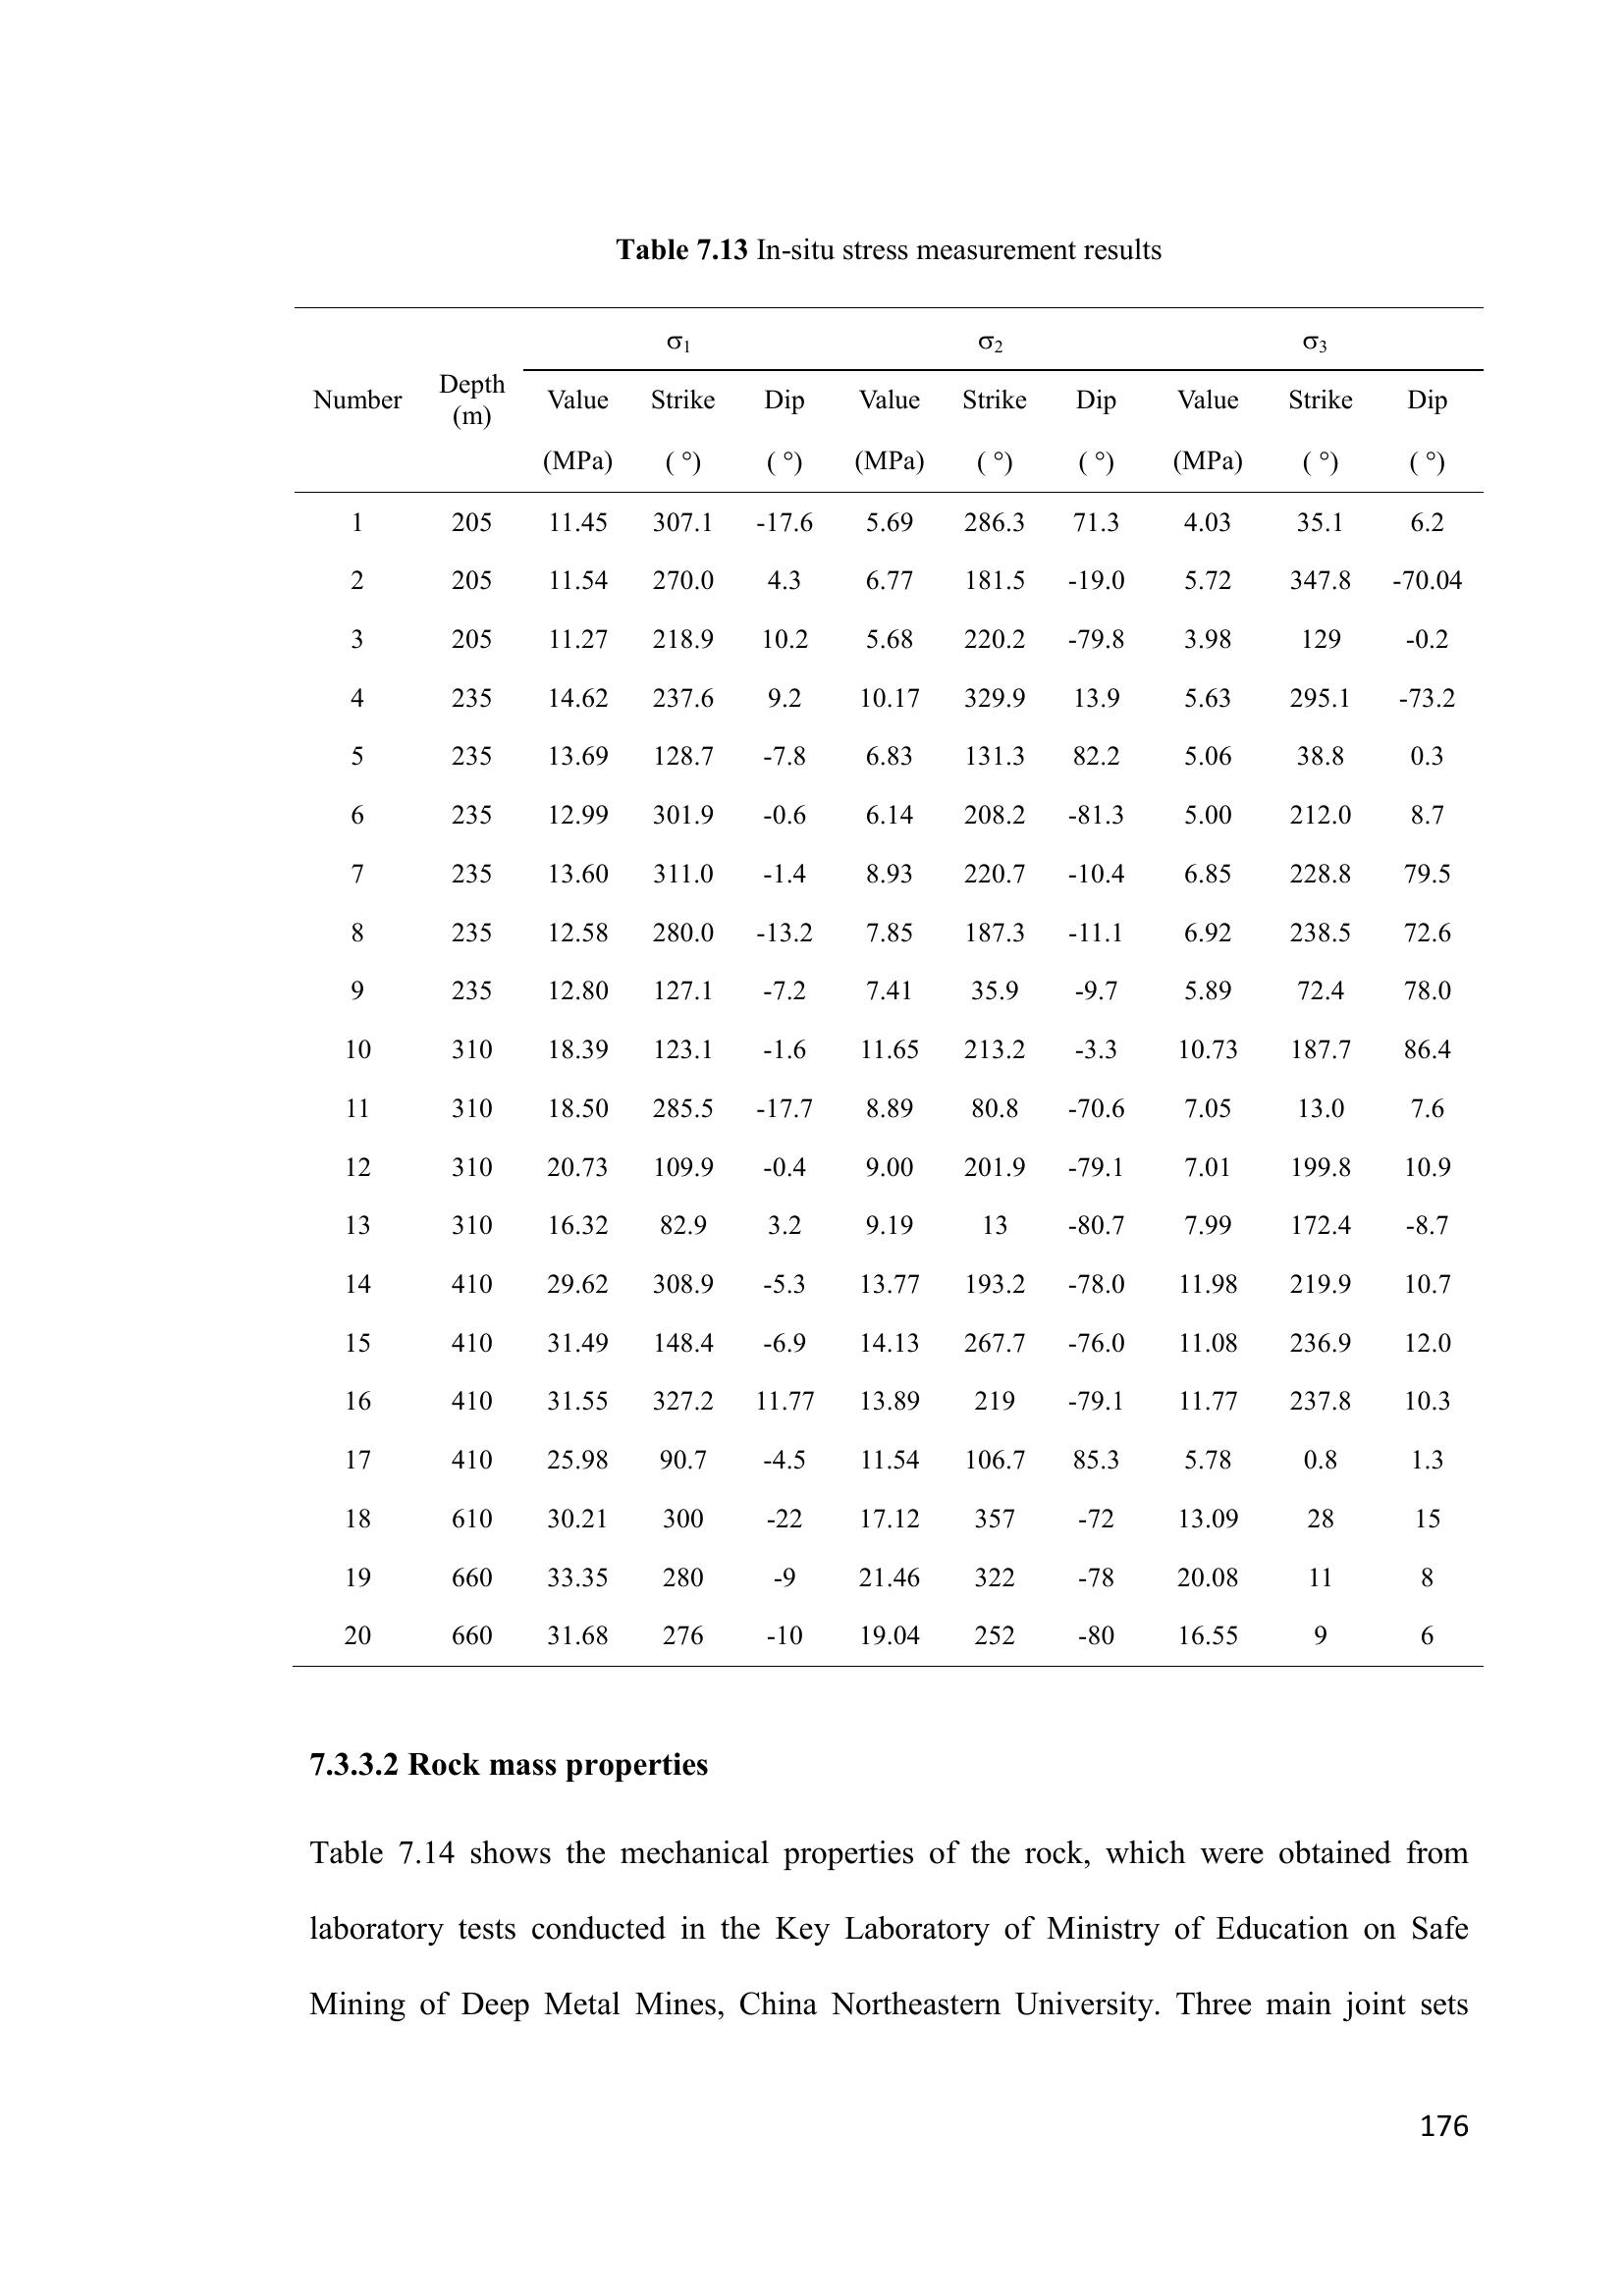 Table 7.13 In-situ stress measurement results
σ1 σ2 σ3
Number Depth (m) Value Strike Dip Value Strike Dip Value Strike Dip
(MPa) ( °) ( °) (MPa) ( °) ( °) (MPa) ( °) ( °)
1 205 11.45 307.1 -17.6 5.69 286.3 71.3 4.03 35.1 6.2
2 205 11.54 270.0 4.3 6.77 181.5 -19.0 5.72 347.8 -70.04
3 205 11.27 218.9 10.2 5.68 220.2 -79.8 3.98 129 -0.2
4 235 14.62 237.6 9.2 10.17 329.9 13.9 5.63 295.1 -73.2
5 235 13.69 128.7 -7.8 6.83 131.3 82.2 5.06 38.8 0.3
6 235 12.99 301.9 -0.6 6.14 208.2 -81.3 5.00 212.0 8.7
7 235 13.60 311.0 -1.4 8.93 220.7 -10.4 6.85 228.8 79.5
8 235 12.58 280.0 -13.2 7.85 187.3 -11.1 6.92 238.5 72.6
9 235 12.80 127.1 -7.2 7.41 35.9 -9.7 5.89 72.4 78.0
10 310 18.39 123.1 -1.6 11.65 213.2 -3.3 10.73 187.7 86.4
11 310 18.50 285.5 -17.7 8.89 80.8 -70.6 7.05 13.0 7.6
12 310 20.73 109.9 -0.4 9.00 201.9 -79.1 7.01 199.8 10.9
13 310 16.32 82.9 3.2 9.19 13 -80.7 7.99 172.4 -8.7
14 410 29.62 308.9 -5.3 13.77 193.2 -78.0 11.98 219.9 10.7
15 410 31.49 148.4 -6.9 14.13 267.7 -76.0 11.08 236.9 12.0
16 410 31.55 327.2 11.77 13.89 219 -79.1 11.77 237.8 10.3
17 410 25.98 90.7 -4.5 11.54 106.7 85.3 5.78 0.8 1.3
18 610 30.21 300 -22 17.12 357 -72 13.09 28 15
19 660 33.35 280 -9 21.46 322 -78 20.08 11 8
20 660 31.68 276 -10 19.04 252 -80 16.55 9 6
7.3.3.2 Rock mass properties
Table 7.14 shows the mechanical properties of the rock, which were obtained from
laboratory tests conducted in the Key Laboratory of Ministry of Education on Safe
Mining of Deep Metal Mines, China Northeastern University. Three main joint sets
176